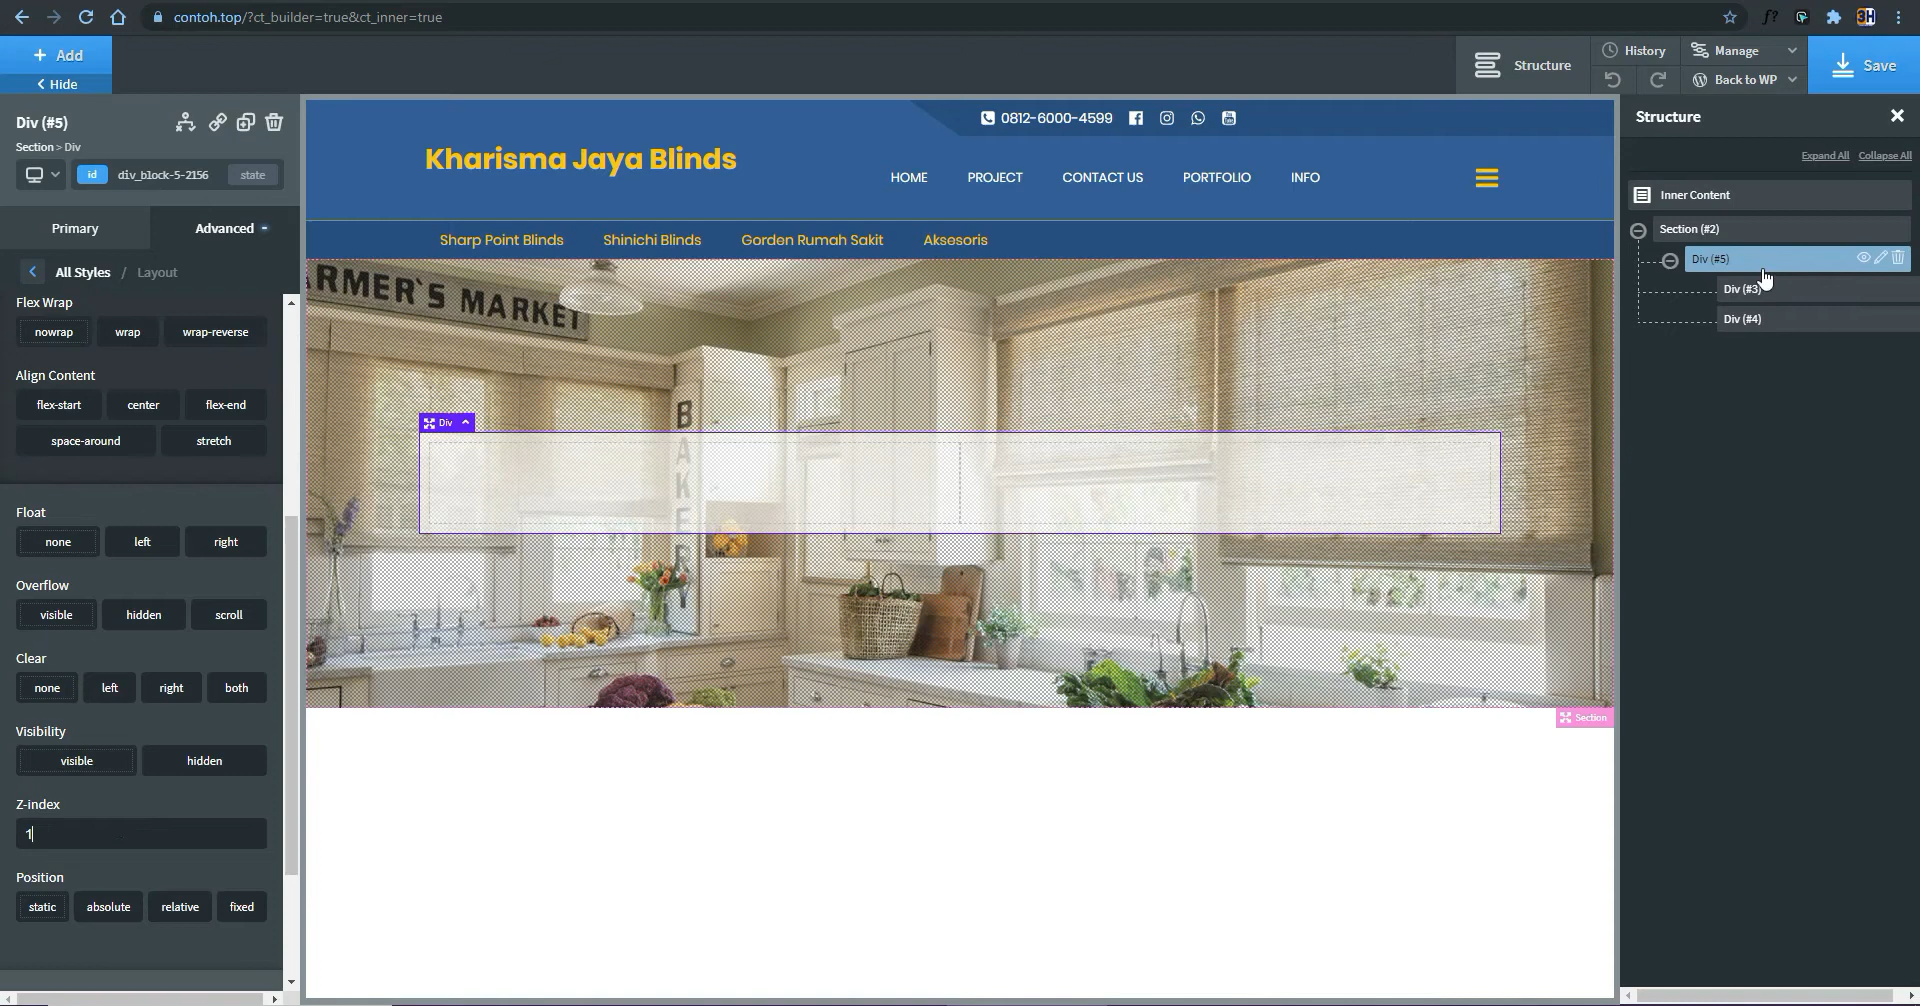 contoh.top/?ct_builder=true&ct_inner=true
+ Add
Hide
Structure
History
Manage
Back to WP
Save
Div (#5)
Section > Div
id
div_block-5-2156
state
Primary
Advanced
All Styles / Layout
Flex Wrap
nowrap
wrap
wrap-reverse
Align Content
flex-start
center
flex-end
space-around
stretch
Float
none
left
right
Overflow
visible
hidden
scroll
Clear
none
left
right
both
Visibility
visible
hidden
Z-index
1
Position
static
absolute
relative
fixed
0812-6000-4599
Kharisma Jaya Blinds
HOME
PROJECT
CONTACT US
PORTFOLIO
INFO
Sharp Point Blinds
Shinichi Blinds
Gorden Rumah Sakit
Aksesoris
RMER'S MARKET
BAKERY
Div
Section
Structure
Expand All
Collapse All
Inner Content
Section (#2)
Div (#5)
Div (#3)
Div (#4)